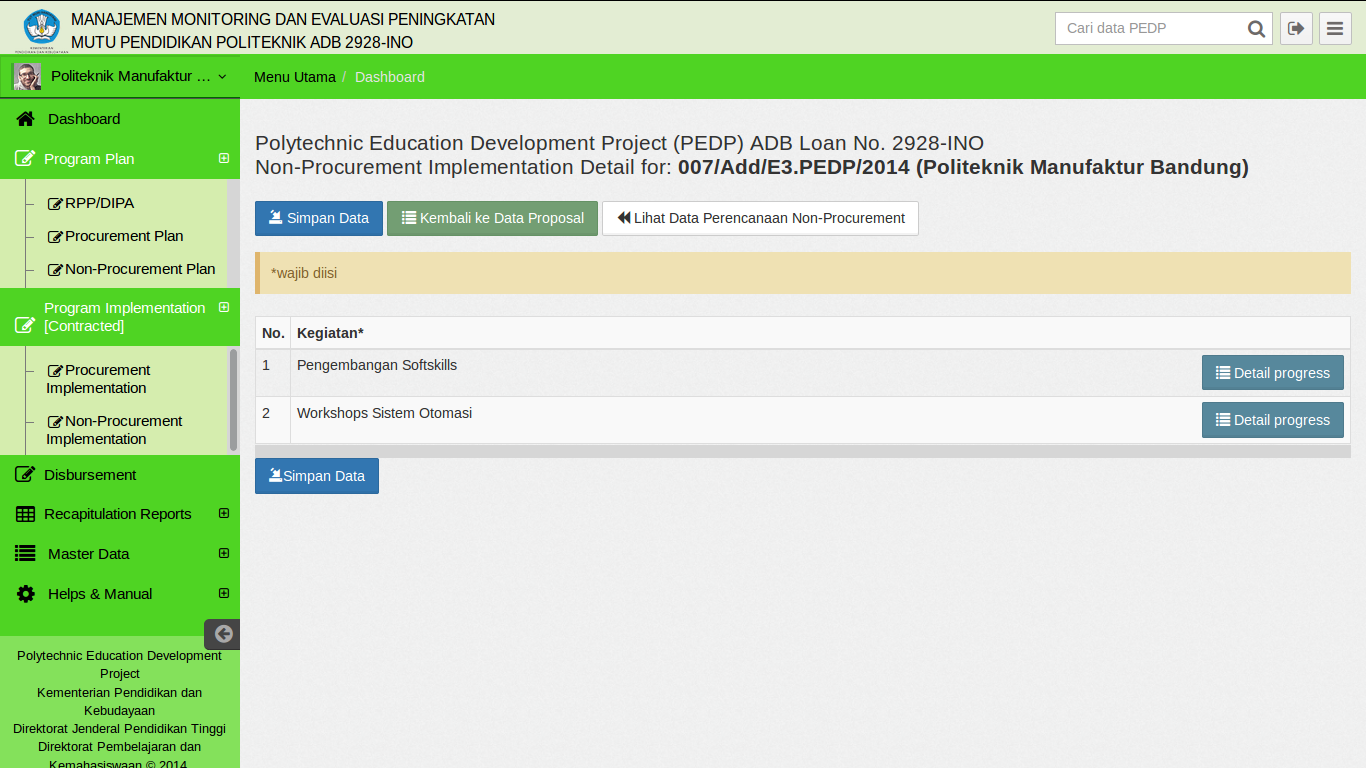 MANAJEMEN MONITORING DAN EVALUASI PENINGKATAN
MUTU PENDIDIKAN POLITEKNIK ADB 2928-INO
Cari data PEDP
Politeknik Manufaktur ...
Menu Utama / Dashboard
Dashboard
Program Plan
RPP/DIPA
Procurement Plan
Non-Procurement Plan
Program Implementation
[Contracted]
Procurement
Implementation
Non-Procurement
Implementation
Disbursement
Recapitulation Reports
Master Data
Helps & Manual
Polytechnic Education Development
Project
Kementerian Pendidikan dan
Kebudayaan
Direktorat Jenderal Pendidikan Tinggi
Direktorat Pembelajaran dan
Kemahasiswaan © 2014
Polytechnic Education Development Project (PEDP) ADB Loan No. 2928-INO
Non-Procurement Implementation Detail for: 007/Add/E3.PEDP/2014 (Politeknik Manufaktur Bandung)
Simpan Data Kembali ke Data Proposal Lihat Data Perencanaan Non-Procurement
*wajib diisi
No. Kegiatan*
1 Pengembangan Softskills Detail progress
2 Workshops Sistem Otomasi Detail progress
Simpan Data